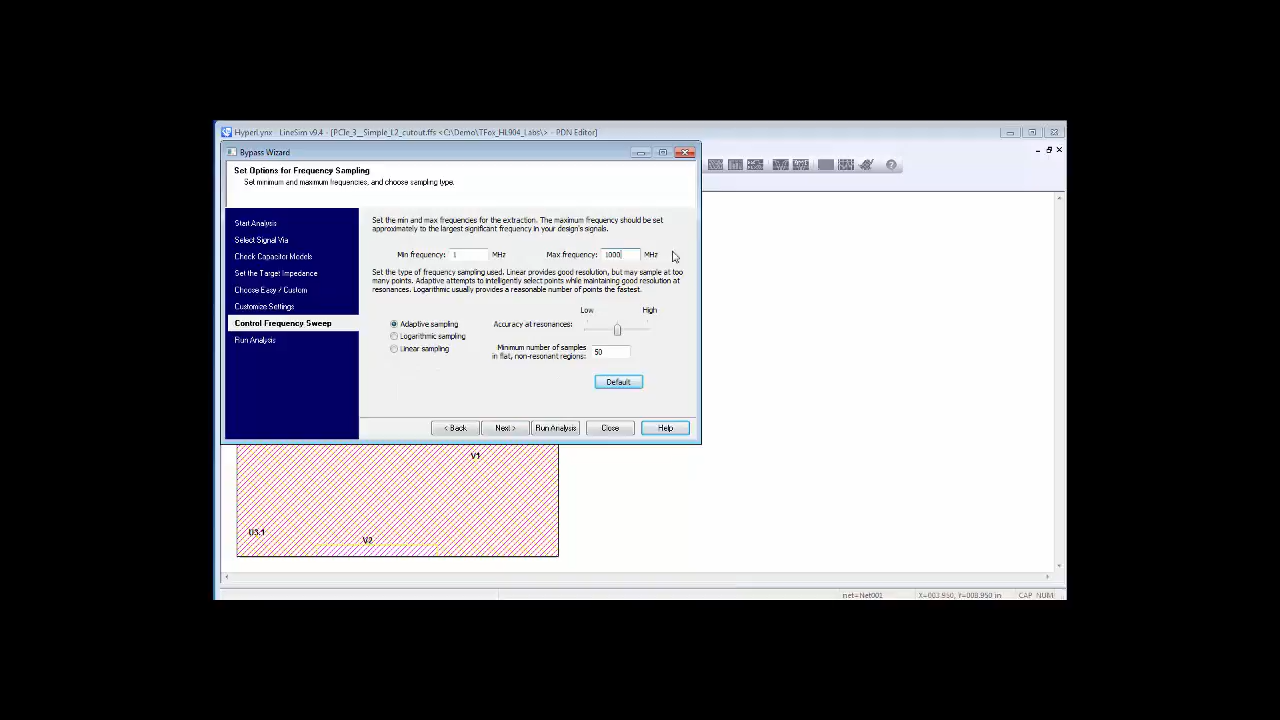 HyperLynx - LineSim v9.4 - [PCIe_3__Simple_L2_cutout.ffs <C:\Demo\TFox_HL904_Labs\> - PDN Editor]
Bypass Wizard
Set Options for Frequency Sampling
Set minimum and maximum frequencies, and choose sampling type.
Start Analysis
Select Signal Via
Check Capacitor Models
Set the Target Impedance
Choose Easy / Custom
Customize Settings
Control Frequency Sweep
Run Analysis
Set the min and max frequencies for the extraction. The maximum frequency should be set
approximately to the largest significant frequency in your design's signals.
Min frequency: 1 MHz Max frequency: 1000 MHz
Set the type of frequency sampling used. Linear provides good resolution, but may sample at too
many points. Adaptive attempts to intelligently select points while maintaining good resolution at
resonances. Logarithmic usually provides a reasonable number of points the fastest.
Low High
Adaptive sampling Accuracy at resonances:
Logarithmic sampling
Linear sampling
Minimum number of samples
in flat, non-resonant regions: 50
Default
< Back Next > Run Analysis Close Help
V1
U3.1
V2
net=Net001 X=003.950, Y=008.950 in CAP NUM